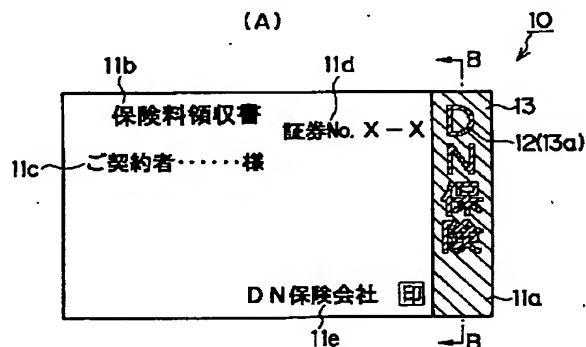 (A)
10
11b
11d
B
13
保険料領収書
証券No. X-X
DN保険
12(13a)
11c
ご契約者……様
DN保険会社 印
11a
11e
B